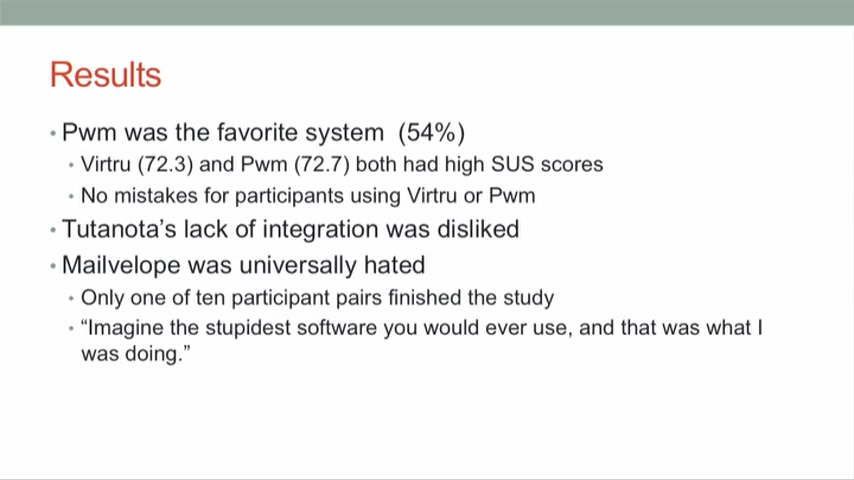 Results
• Pwm was the favorite system (54%)
• Virtru (72.3) and Pwm (72.7) both had high SUS scores
• No mistakes for participants using Virtru or Pwm
• Tutanota’s lack of integration was disliked
• Mailvelope was universally hated
• Only one of ten participant pairs finished the study
• “Imagine the stupidest software you would ever use, and that was what I
was doing.”